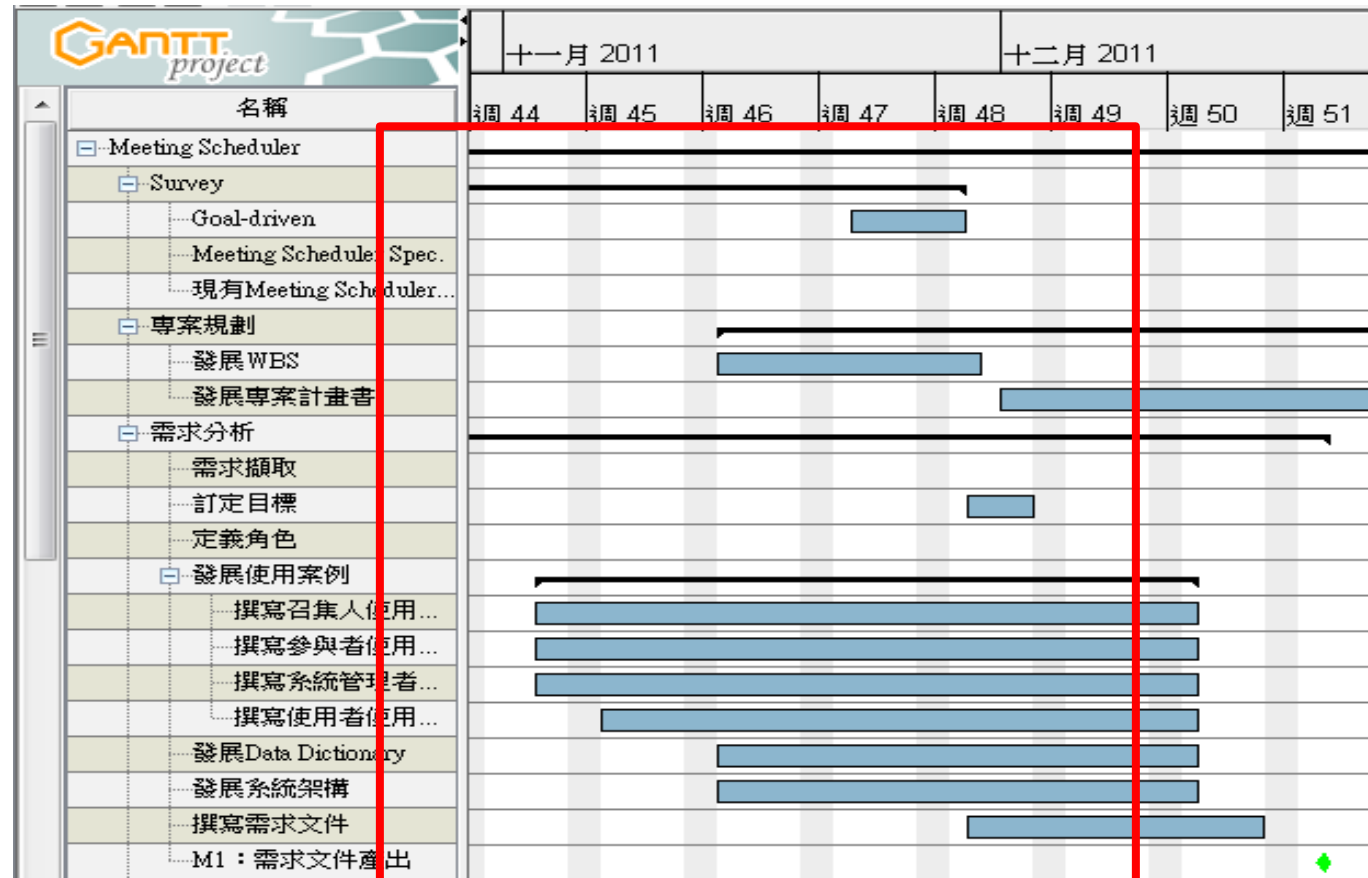 GANTT project
十一月 2011 十二月 2011
名稱 週 44 週 45 週 46 週 47 週 48 週 49 週 50 週 51
Meeting Scheduler
Survey
Goal-driven
Meeting Scheduler Spec.
現有Meeting Scheduler...
專案規劃
發展WBS
發展專案計畫書
需求分析
需求擷取
訂定目標
定義角色
發展使用案例
撰寫召集人使用...
撰寫參與者使用...
撰寫系統管理者...
撰寫使用者使用...
發展Data Dictionary
發展系統架構
撰寫需求文件
M1：需求文件產出